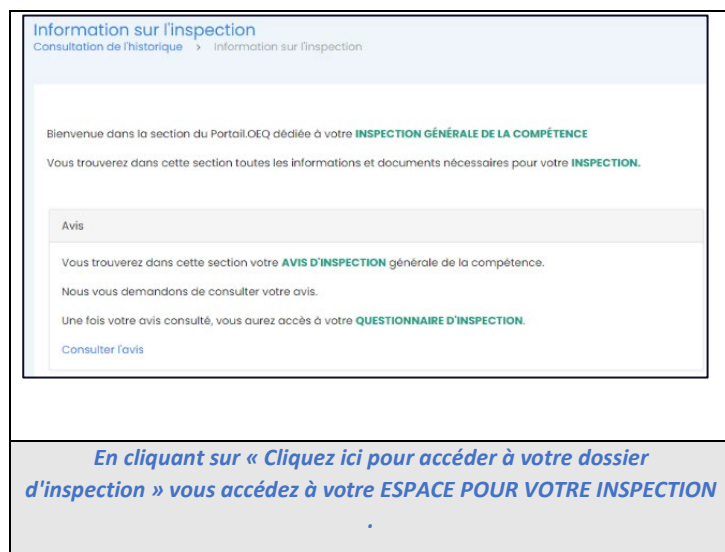 Information sur l'inspection
Consultation de l'historique > Information sur l'inspection
Bienvenue dans la section du Portail.OEQ dédiée à votre INSPECTION GÉNÉRALE DE LA COMPÉTENCE
Vous trouverez dans cette section toutes les informations et documents nécessaires pour votre INSPECTION.
Avis
Vous trouverez dans cette section votre AVIS D'INSPECTION générale de la compétence.
Nous vous demandons de consulter votre avis.
Une fois votre avis consulté, vous aurez accès à votre QUESTIONNAIRE D'INSPECTION.
Consulter l'avis
En cliquant sur « Cliquez ici pour accéder à votre dossier
d'inspection » vous accédez à votre ESPACE POUR VOTRE INSPECTION
.